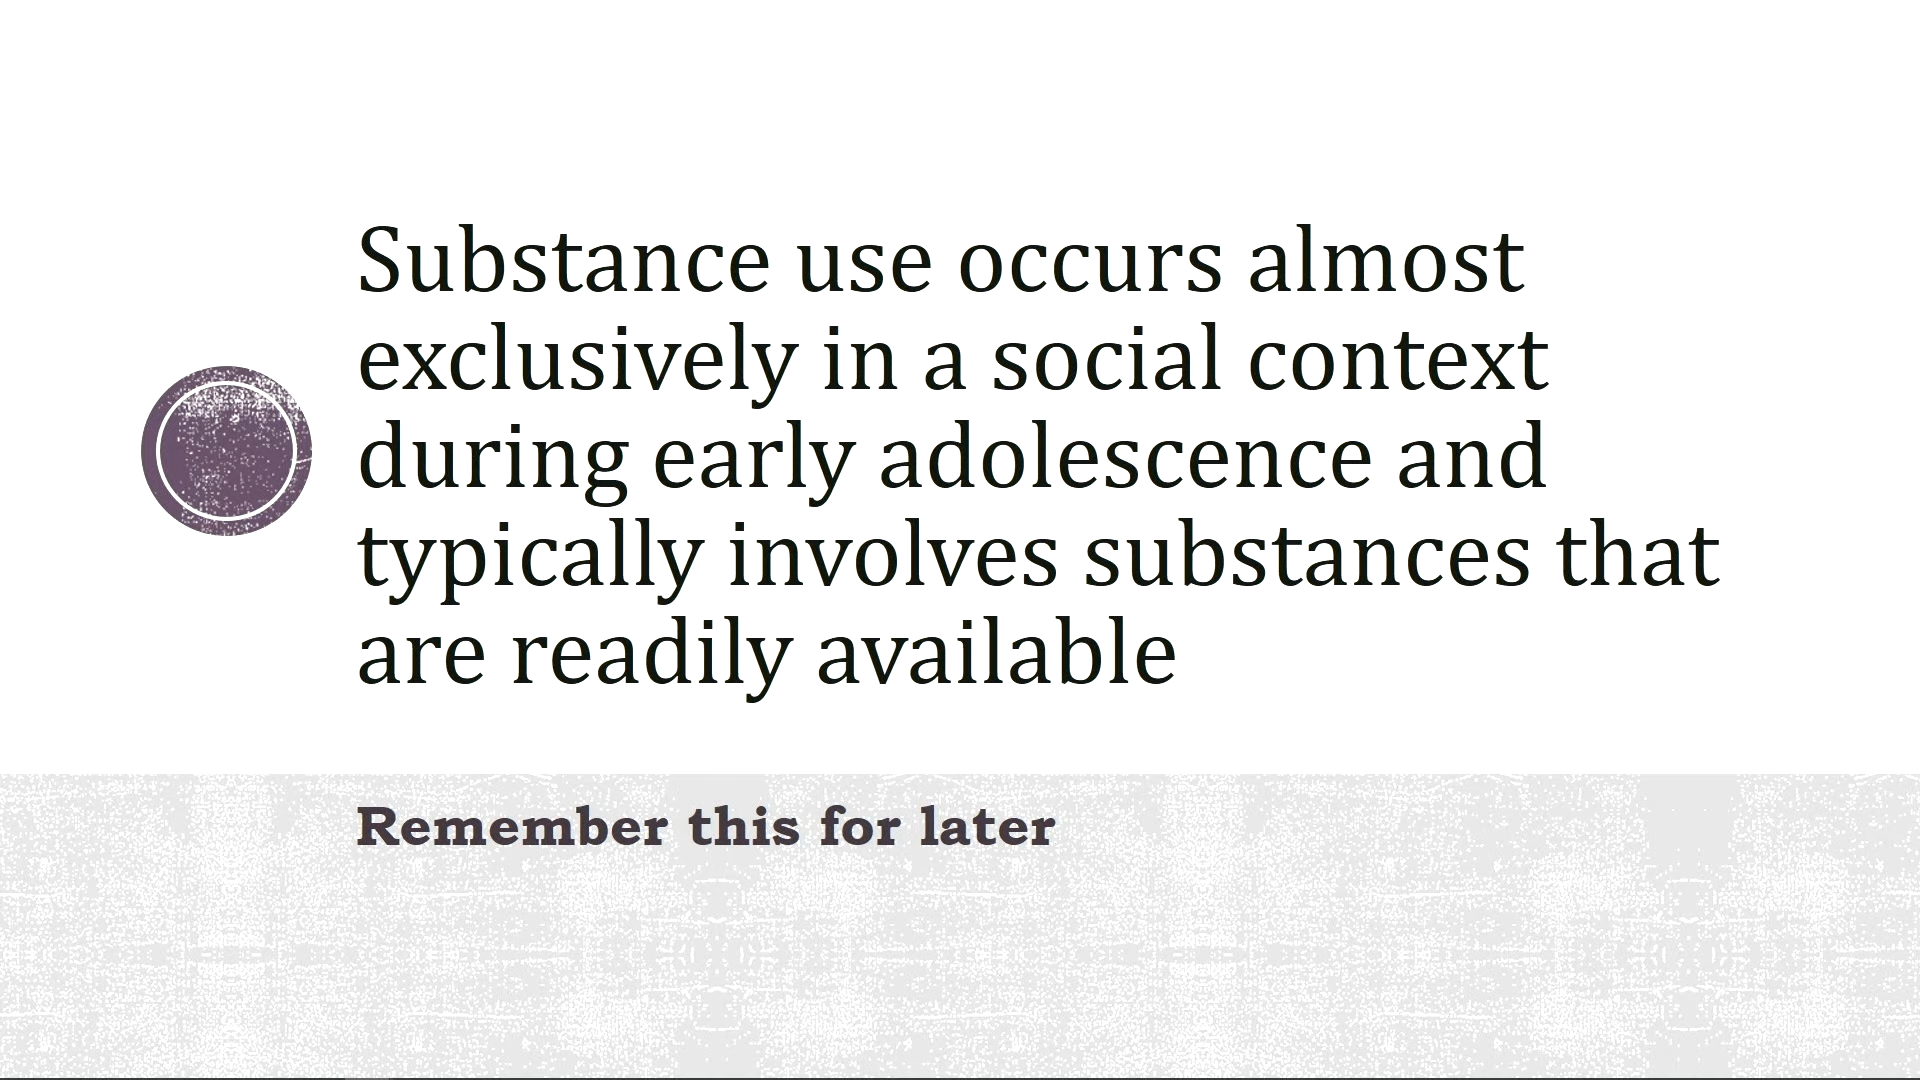 Substance use occurs almost
exclusively in a social context
during early adolescence and
typically involves substances that
are readily available
Remember this for later